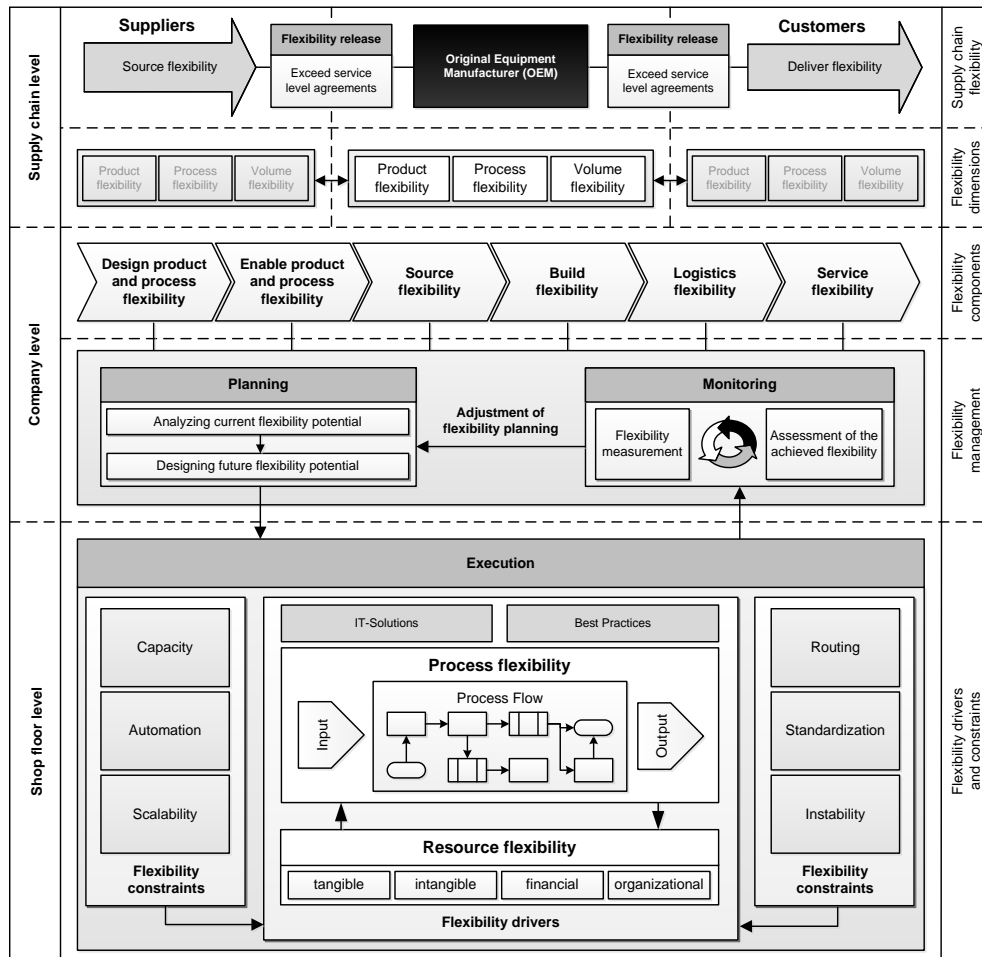 Supply chain level
Suppliers
Source flexibility
Flexibility release
Exceed service
level agreements
Original Equipment
Manufacturer (OEM)
Flexibility release
Exceed service
level agreements
Customers
Deliver flexibility
Supply chain
flexibility
Product
flexibility
Process
flexibility
Volume
flexibility
Product
flexibility
Process
flexibility
Volume
flexibility
Product
flexibility
Process
flexibility
Volume
flexibility
Flexibility
dimensions
Company level
Design product
and process
flexibility
Enable product
and process
flexibility
Source
flexibility
Build
flexibility
Logistics
flexibility
Service
flexibility
Flexibility
components
Planning
Analyzing current flexibility potential
Designing future flexibility potential
Adjustment of
flexibility planning
Monitoring
Flexibility
measurement
Assessment of the
achieved flexibility
Flexibility
management
Shop floor level
Execution
Capacity
Automation
Scalability
Flexibility
constraints
IT-Solutions
Best Practices
Process flexibility
Input
Process Flow
Output
Resource flexibility
tangible
intangible
financial
organizational
Flexibility drivers
Routing
Standardization
Instability
Flexibility
constraints
Flexibility drivers
and constraints